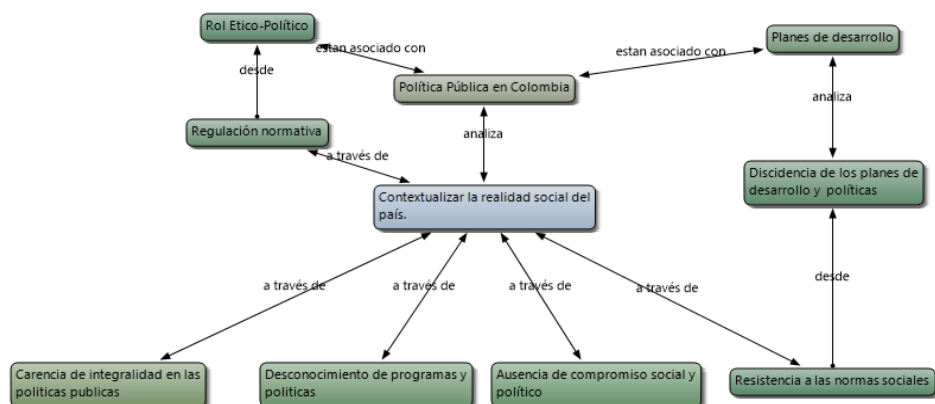 Rol Etico-Político
Planes de desarrollo
estan asociado con
estan asociado con
desde
Política Pública en Colombia
analiza
Regulación normativa
analiza
a través de
Discidencia de los planes de
desarrollo y políticas
Contextualizar la realidad social del
país.
a través de
a través de
a través de
a través de
desde
Carencia de integralidad en las
politicas publicas
Desconocimiento de programas y
politicas
Ausencia de compromiso social y
político
Resistencia a las normas sociales